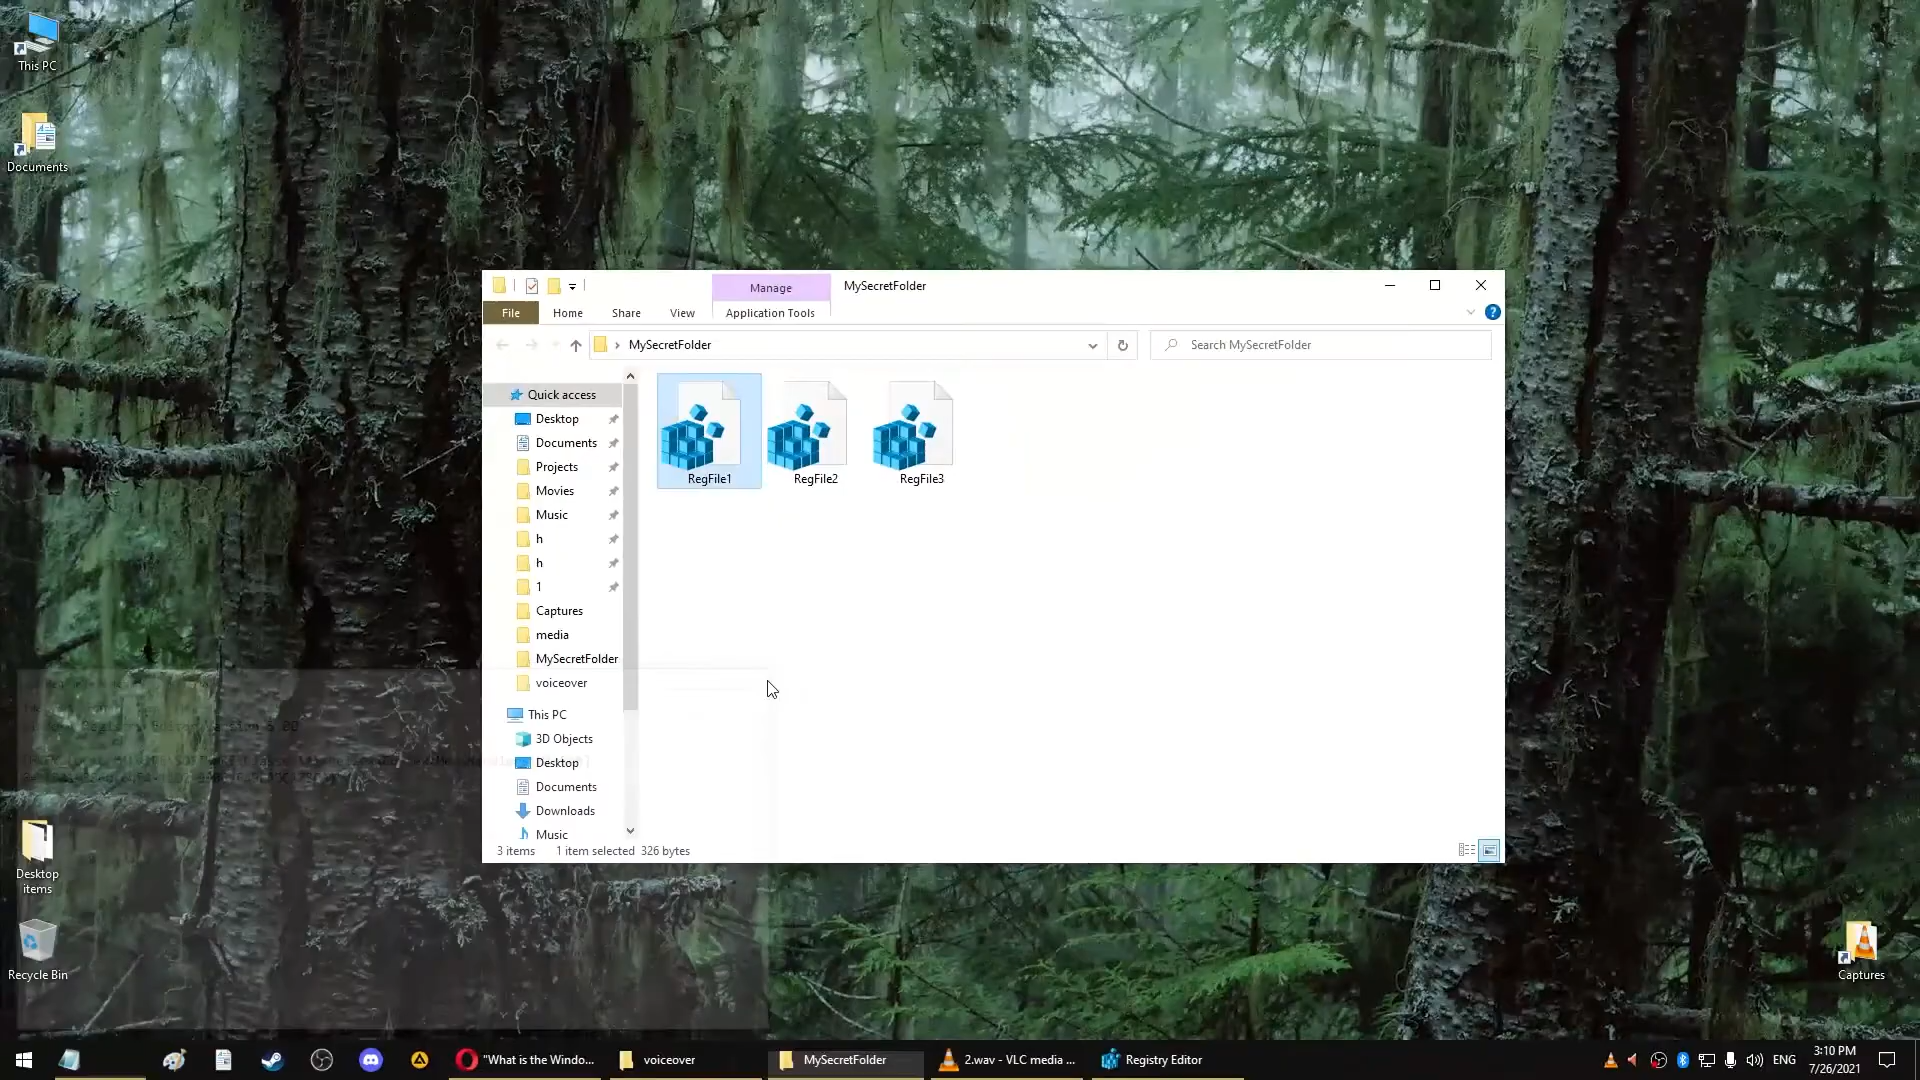 This PC
Documents
Desktop
items
Recycle Bin
Captures
Manage
MySecretFolder
File
Home
Share
View
Application Tools
MySecretFolder
Search MySecretFolder
Quick access
Desktop
Documents
Projects
Movies
Music
h
h
1
Captures
media
MySecretFolder
voiceover
This PC
3D Objects
Desktop
Documents
Downloads
Music
RegFile1
RegFile2
RegFile3
3 items
1 item selected 326 bytes
"What is the Windo...
voiceover
MySecretFolder
2.wav - VLC media ...
Registry Editor
ENG
3:10 PM
7/26/2021